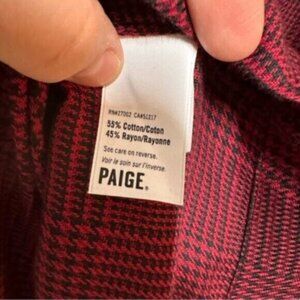 55% Cotton/Coton
45% Rayon/Rayonne
See care on reverse.
Voir le soin sur l'inverse.
PAIGE.